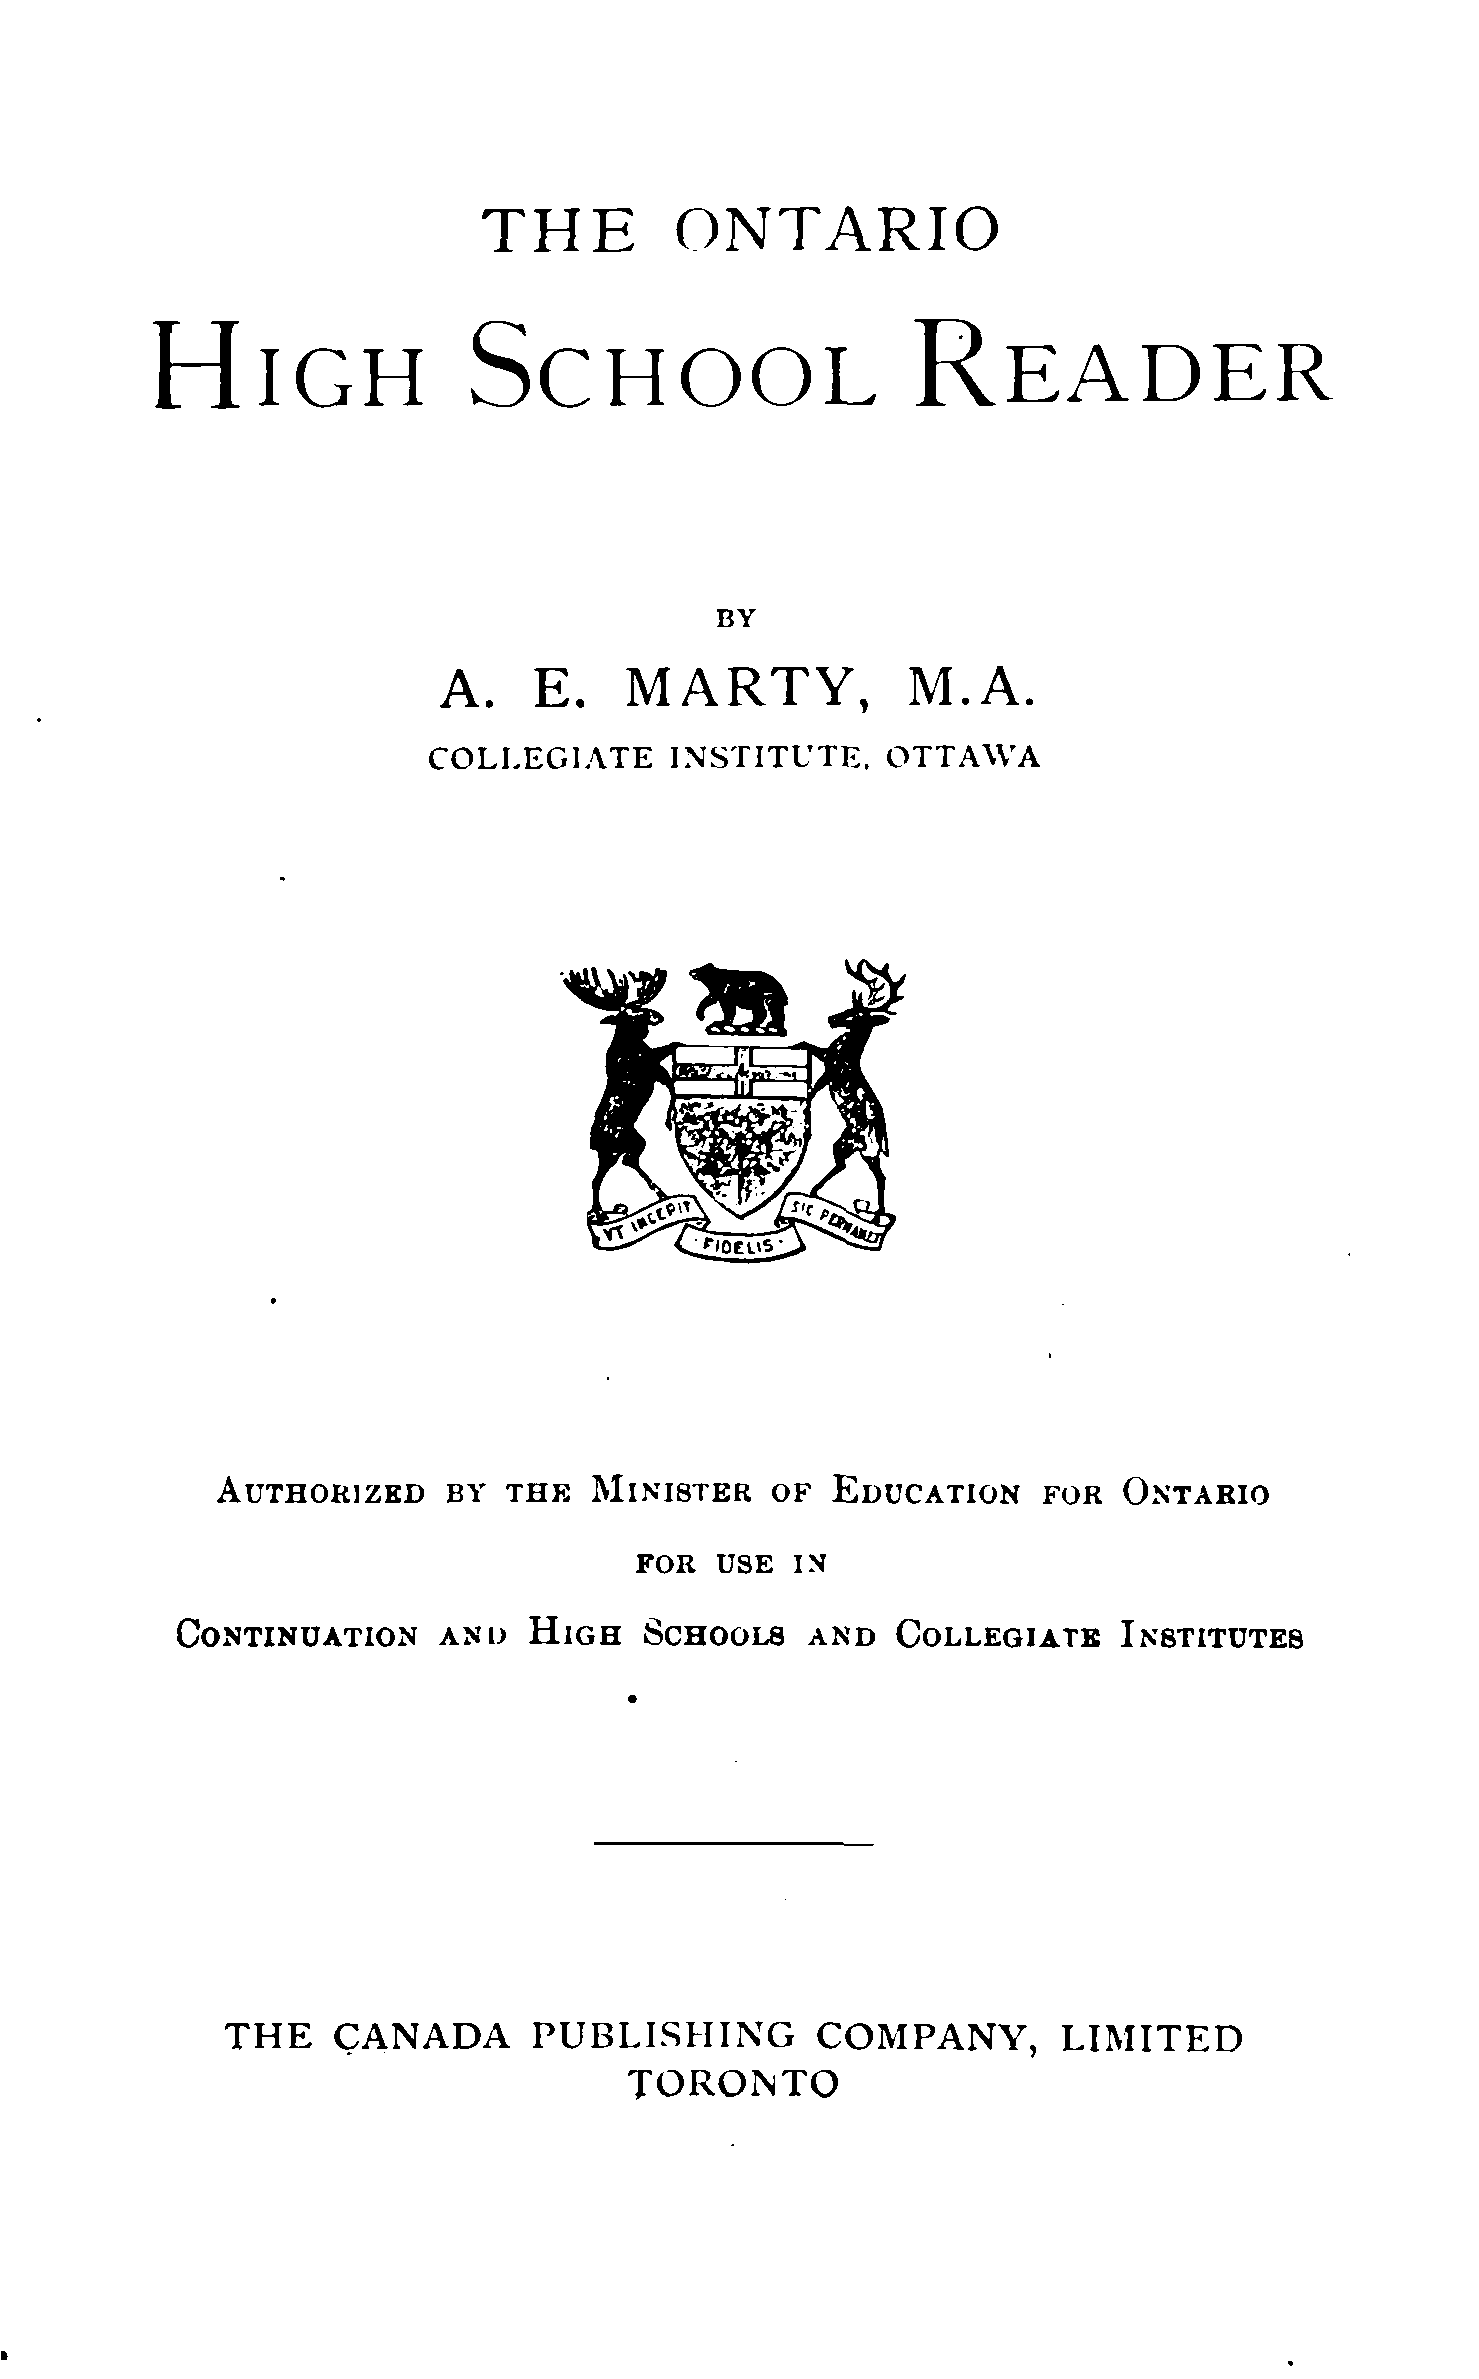 THE ONTARIO
HIGH SCHOOL READER
BY
A. E. MARTY, M.A.
COLLEGIATE INSTITUTE, OTTAWA
VT INCEPIT
FIDELIS
SIC PERMANET
AUTHORIZED BY THE MINISTER OF EDUCATION FOR ONTARIO
FOR USE IN
CONTINUATION AND HIGH SCHOOLS AND COLLEGIATE INSTITUTES
THE CANADA PUBLISHING COMPANY, LIMITED
TORONTO